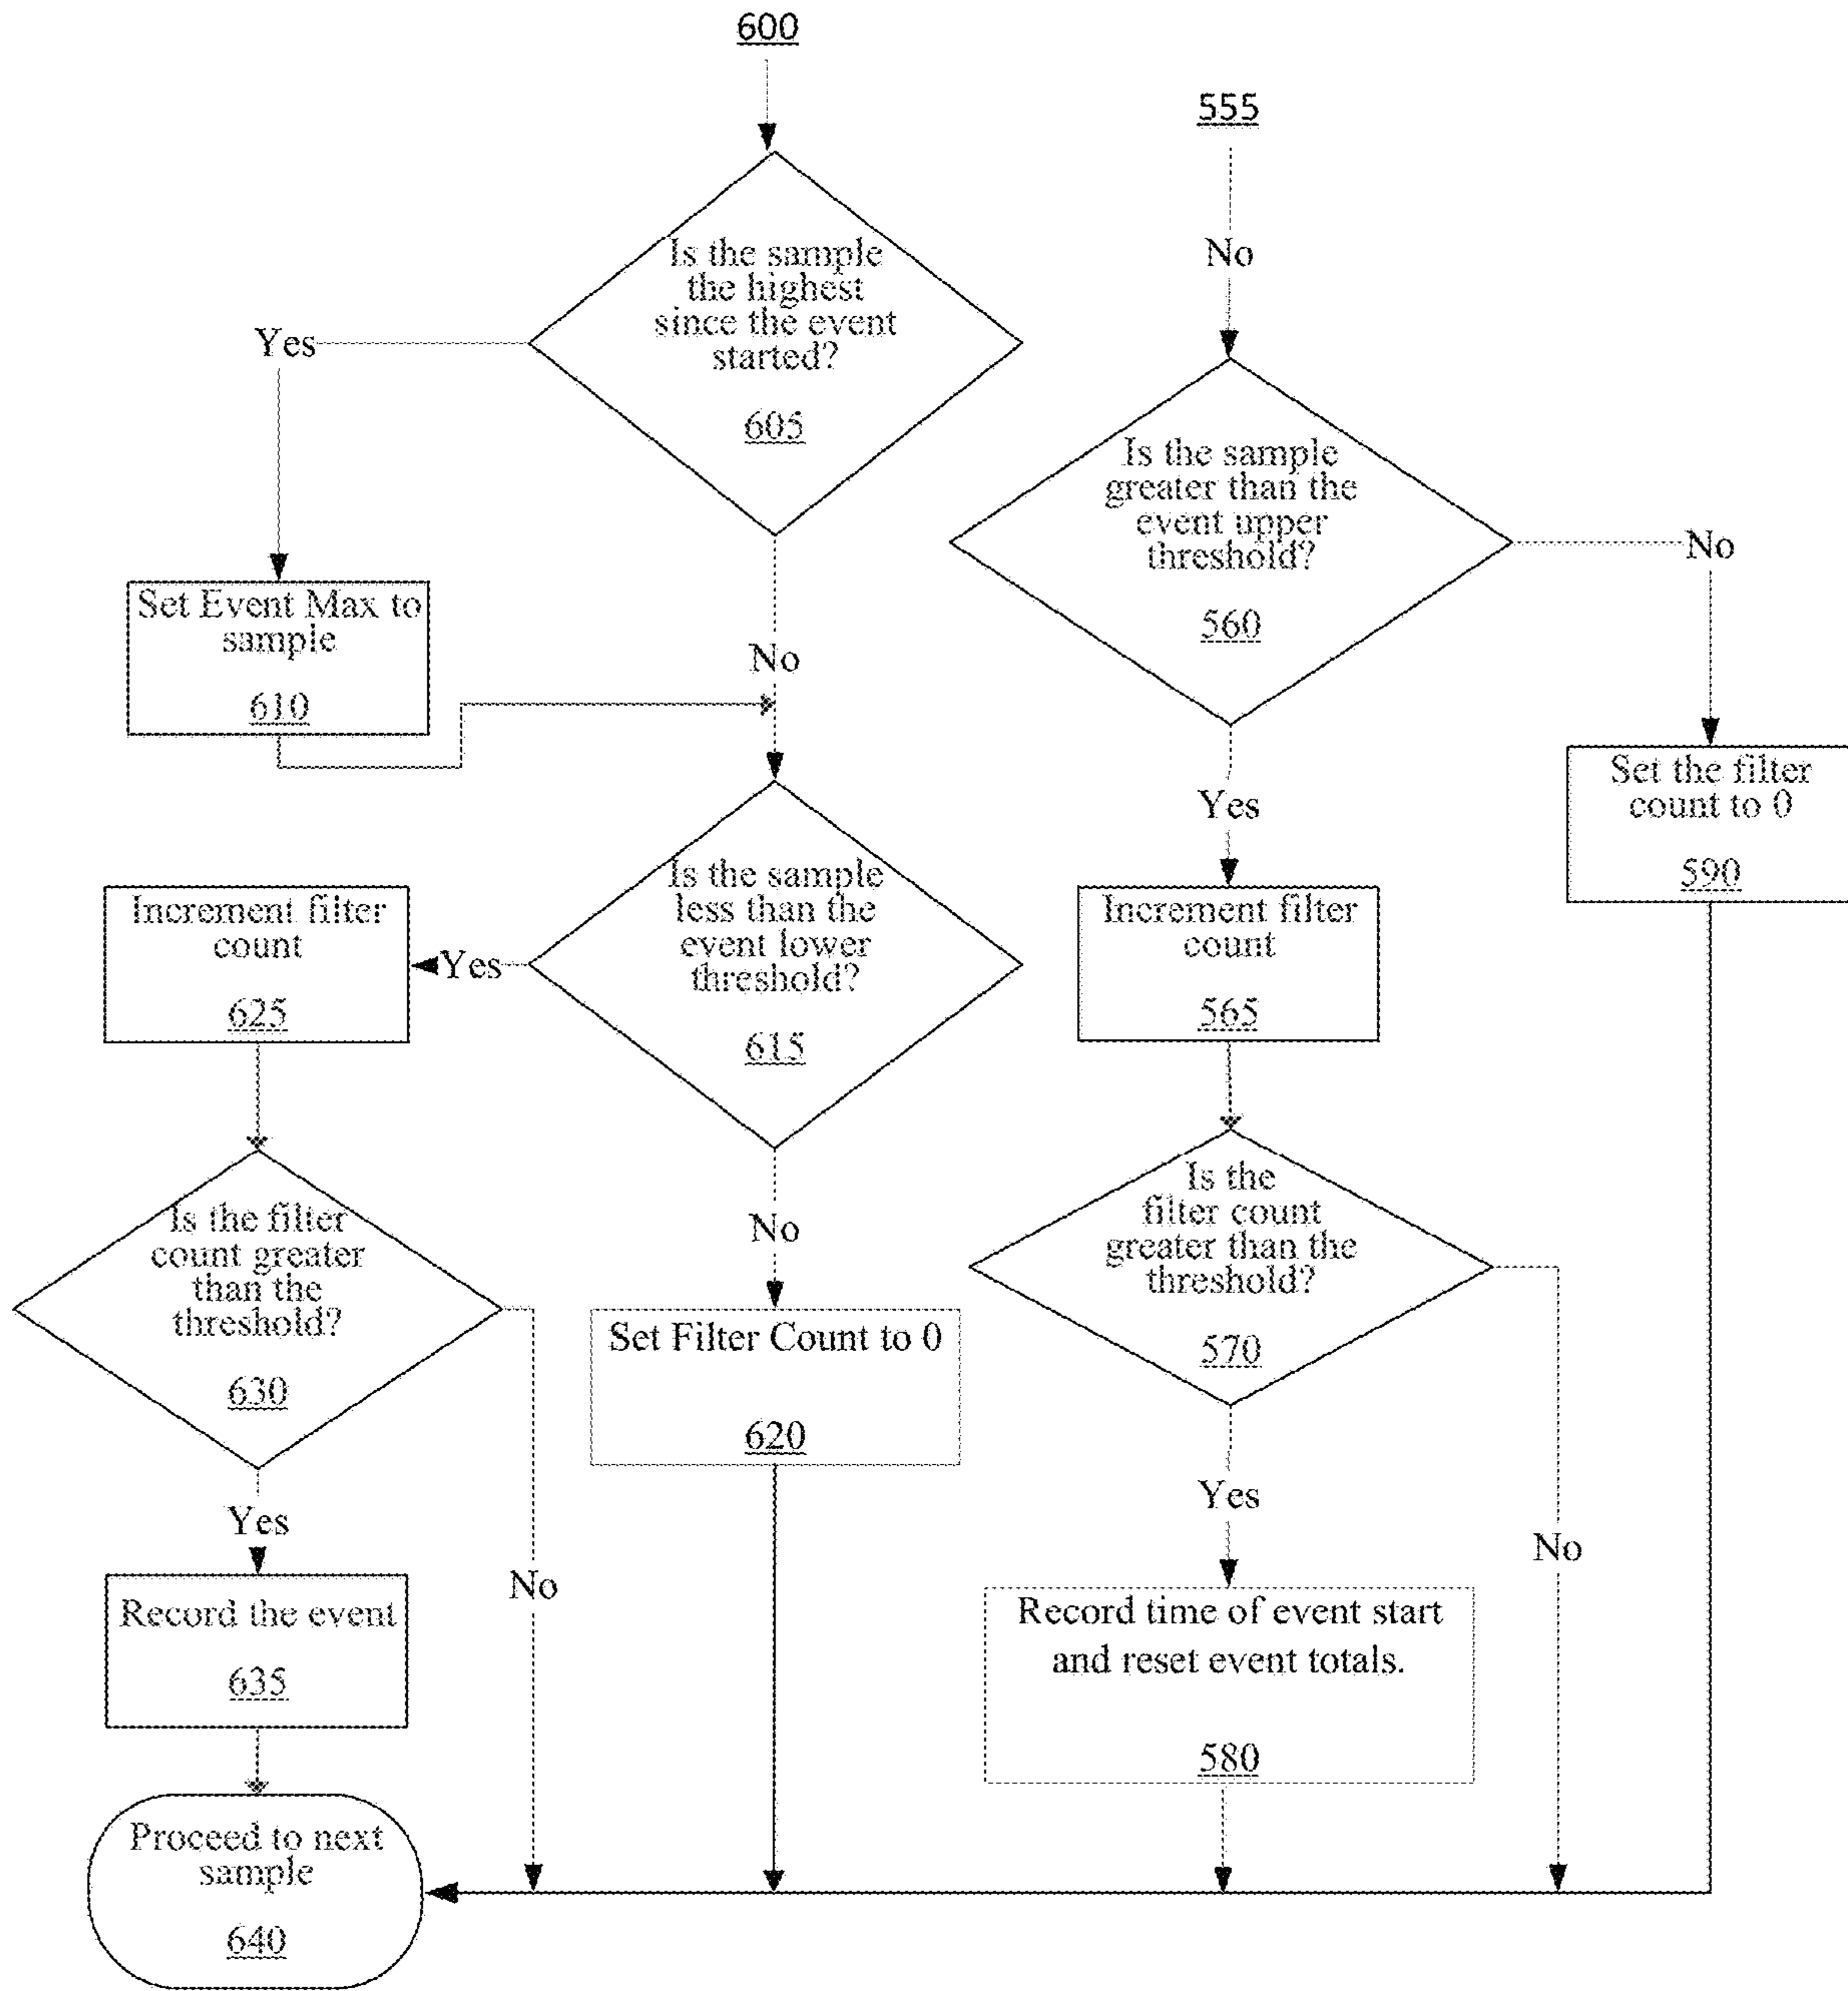 600
555
Is the sample
the highest
since the event
started?
605
Yes
No
Is the sample
greater than the
event upper
threshold?
560
No
Set Event Max to
sample
610
No
Yes
Set the filter
count to 0
590
Is the sample
less than the
event lower
threshold?
615
Yes
Increment filter
count
625
Increment filter
count
565
Is the filter
count greater
than the
threshold?
630
No
Set Filter Count to 0
620
Is the
filter count
greater than the
threshold?
570
Yes
No
Yes
No
Record the event
635
Record time of event start
and reset event totals.
580
Proceed to next
sample
640